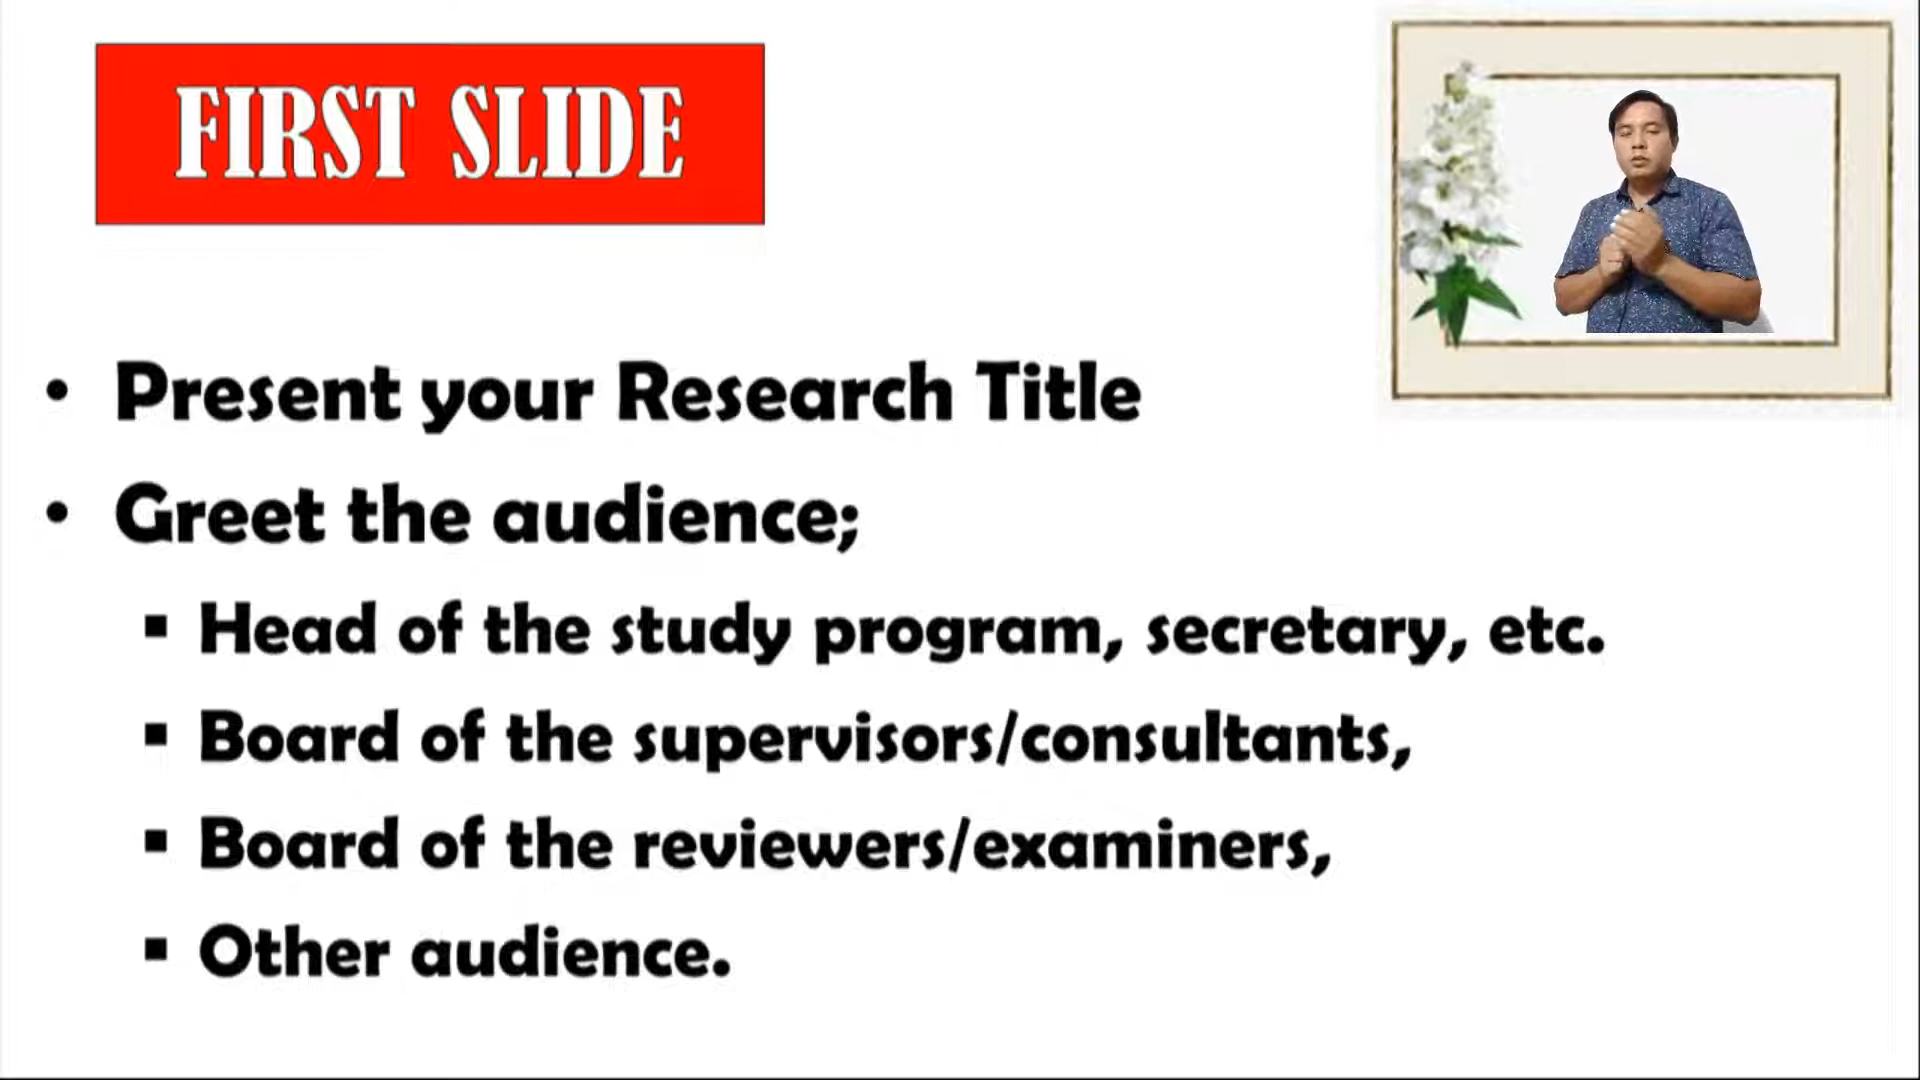 FIRST SLIDE
• Present your Research Title
• Greet the audience;
▪ Head of the study program, secretary, etc.
▪ Board of the supervisors/consultants,
▪ Board of the reviewers/examiners,
▪ Other audience.